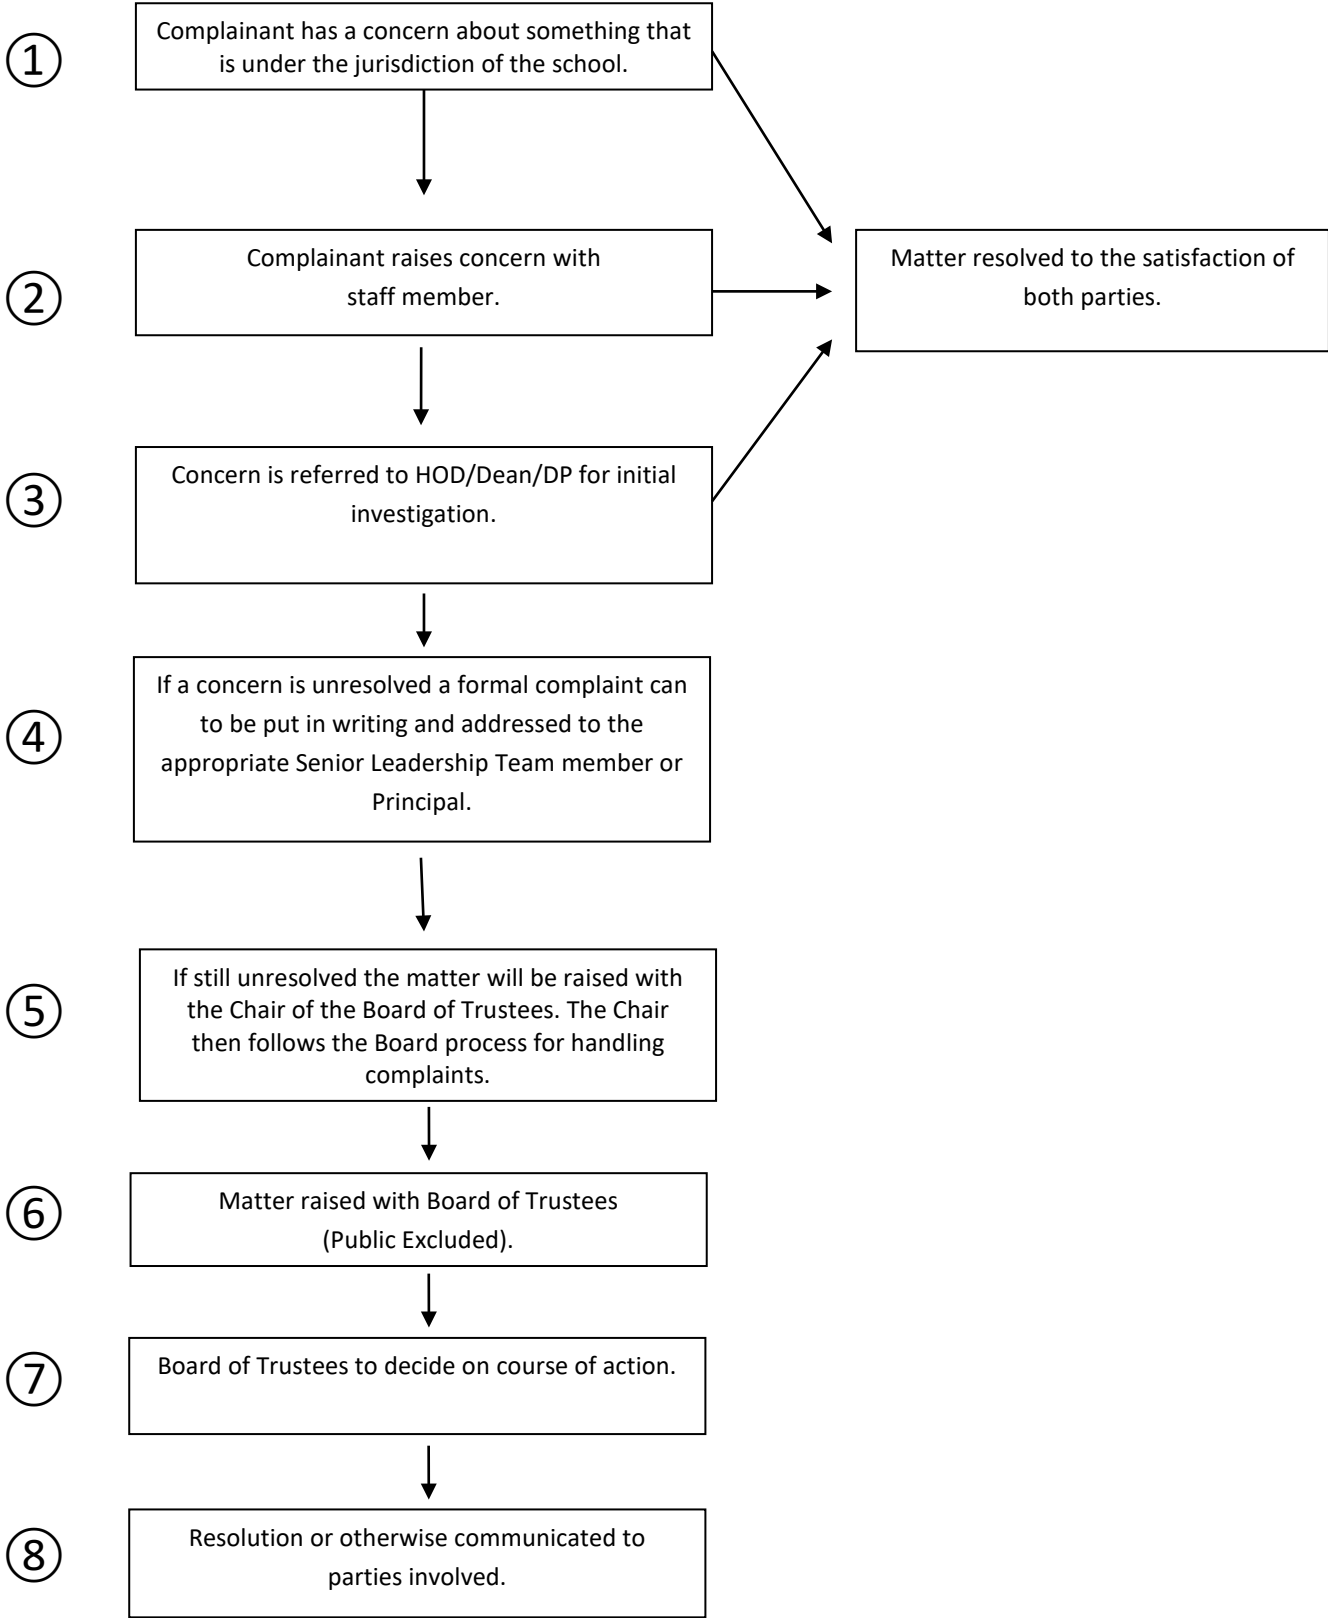 ①
Complainant has a concern about something that
is under the jurisdiction of the school.
②
Complainant raises concern with
staff member.
Matter resolved to the satisfaction of
both parties.
③
Concern is referred to HOD/Dean/DP for initial
investigation.
④
If a concern is unresolved a formal complaint can
to be put in writing and addressed to the
appropriate Senior Leadership Team member or
Principal.
⑤
If still unresolved the matter will be raised with
the Chair of the Board of Trustees. The Chair
then follows the Board process for handling
complaints.
⑥
Matter raised with Board of Trustees
(Public Excluded).
⑦
Board of Trustees to decide on course of action.
⑧
Resolution or otherwise communicated to
parties involved.